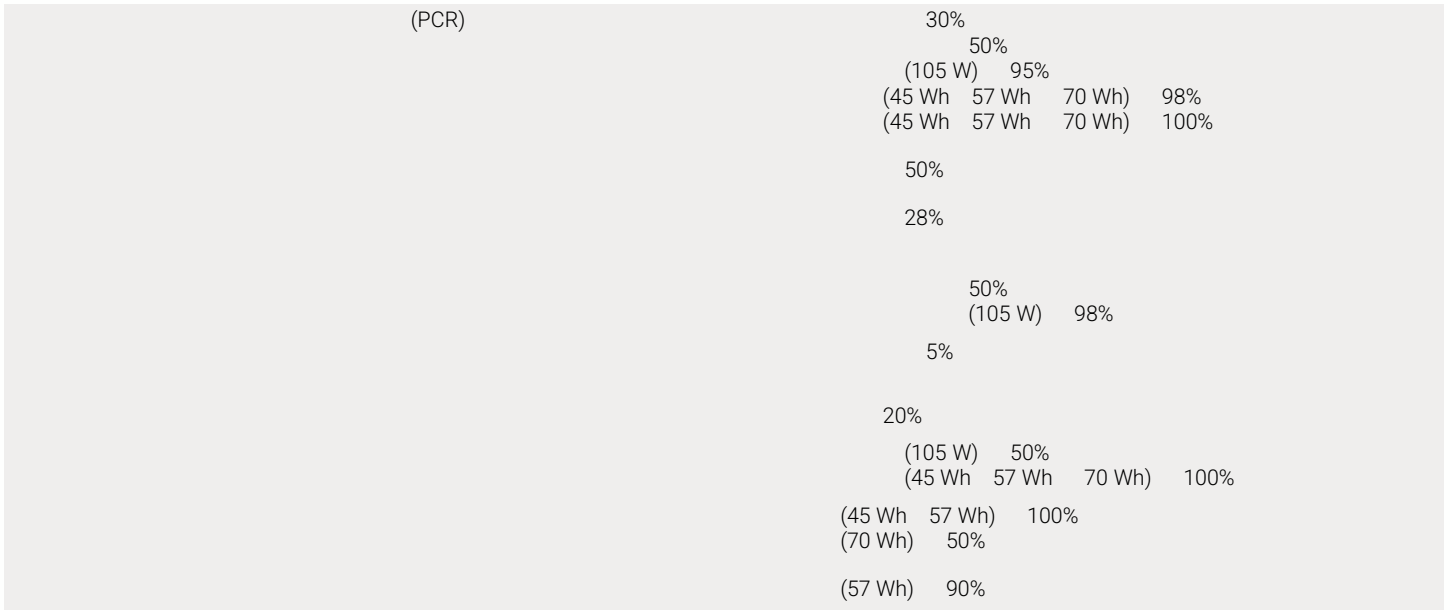 (PCR) 30%
50%
(105 W) 95%
(45 Wh 57 Wh 70 Wh) 98%
(45 Wh 57 Wh 70 Wh) 100%
50%
28%
50%
(105 W) 98%
5%
20%
(105 W) 50%
(45 Wh 57 Wh 70 Wh) 100%
(45 Wh 57 Wh) 100%
(70 Wh) 50%
(57 Wh) 90%